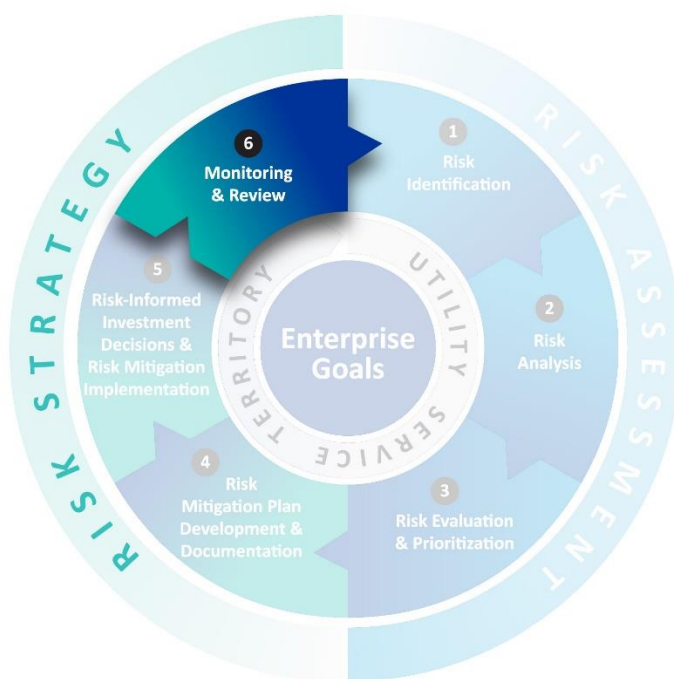 RISK STRATEGY
RISK ASSESSMENT
1
Risk
Identification
2
Risk
Analysis
3
Risk Evaluation
& Prioritization
4
Risk
Mitigation Plan
Development &
Documentation
5
Risk-Informed
Investment
Decisions &
Risk Mitigation
Implementation
6
Monitoring
& Review
UTILITY SERVICE TERRITORY
Enterprise
Goals